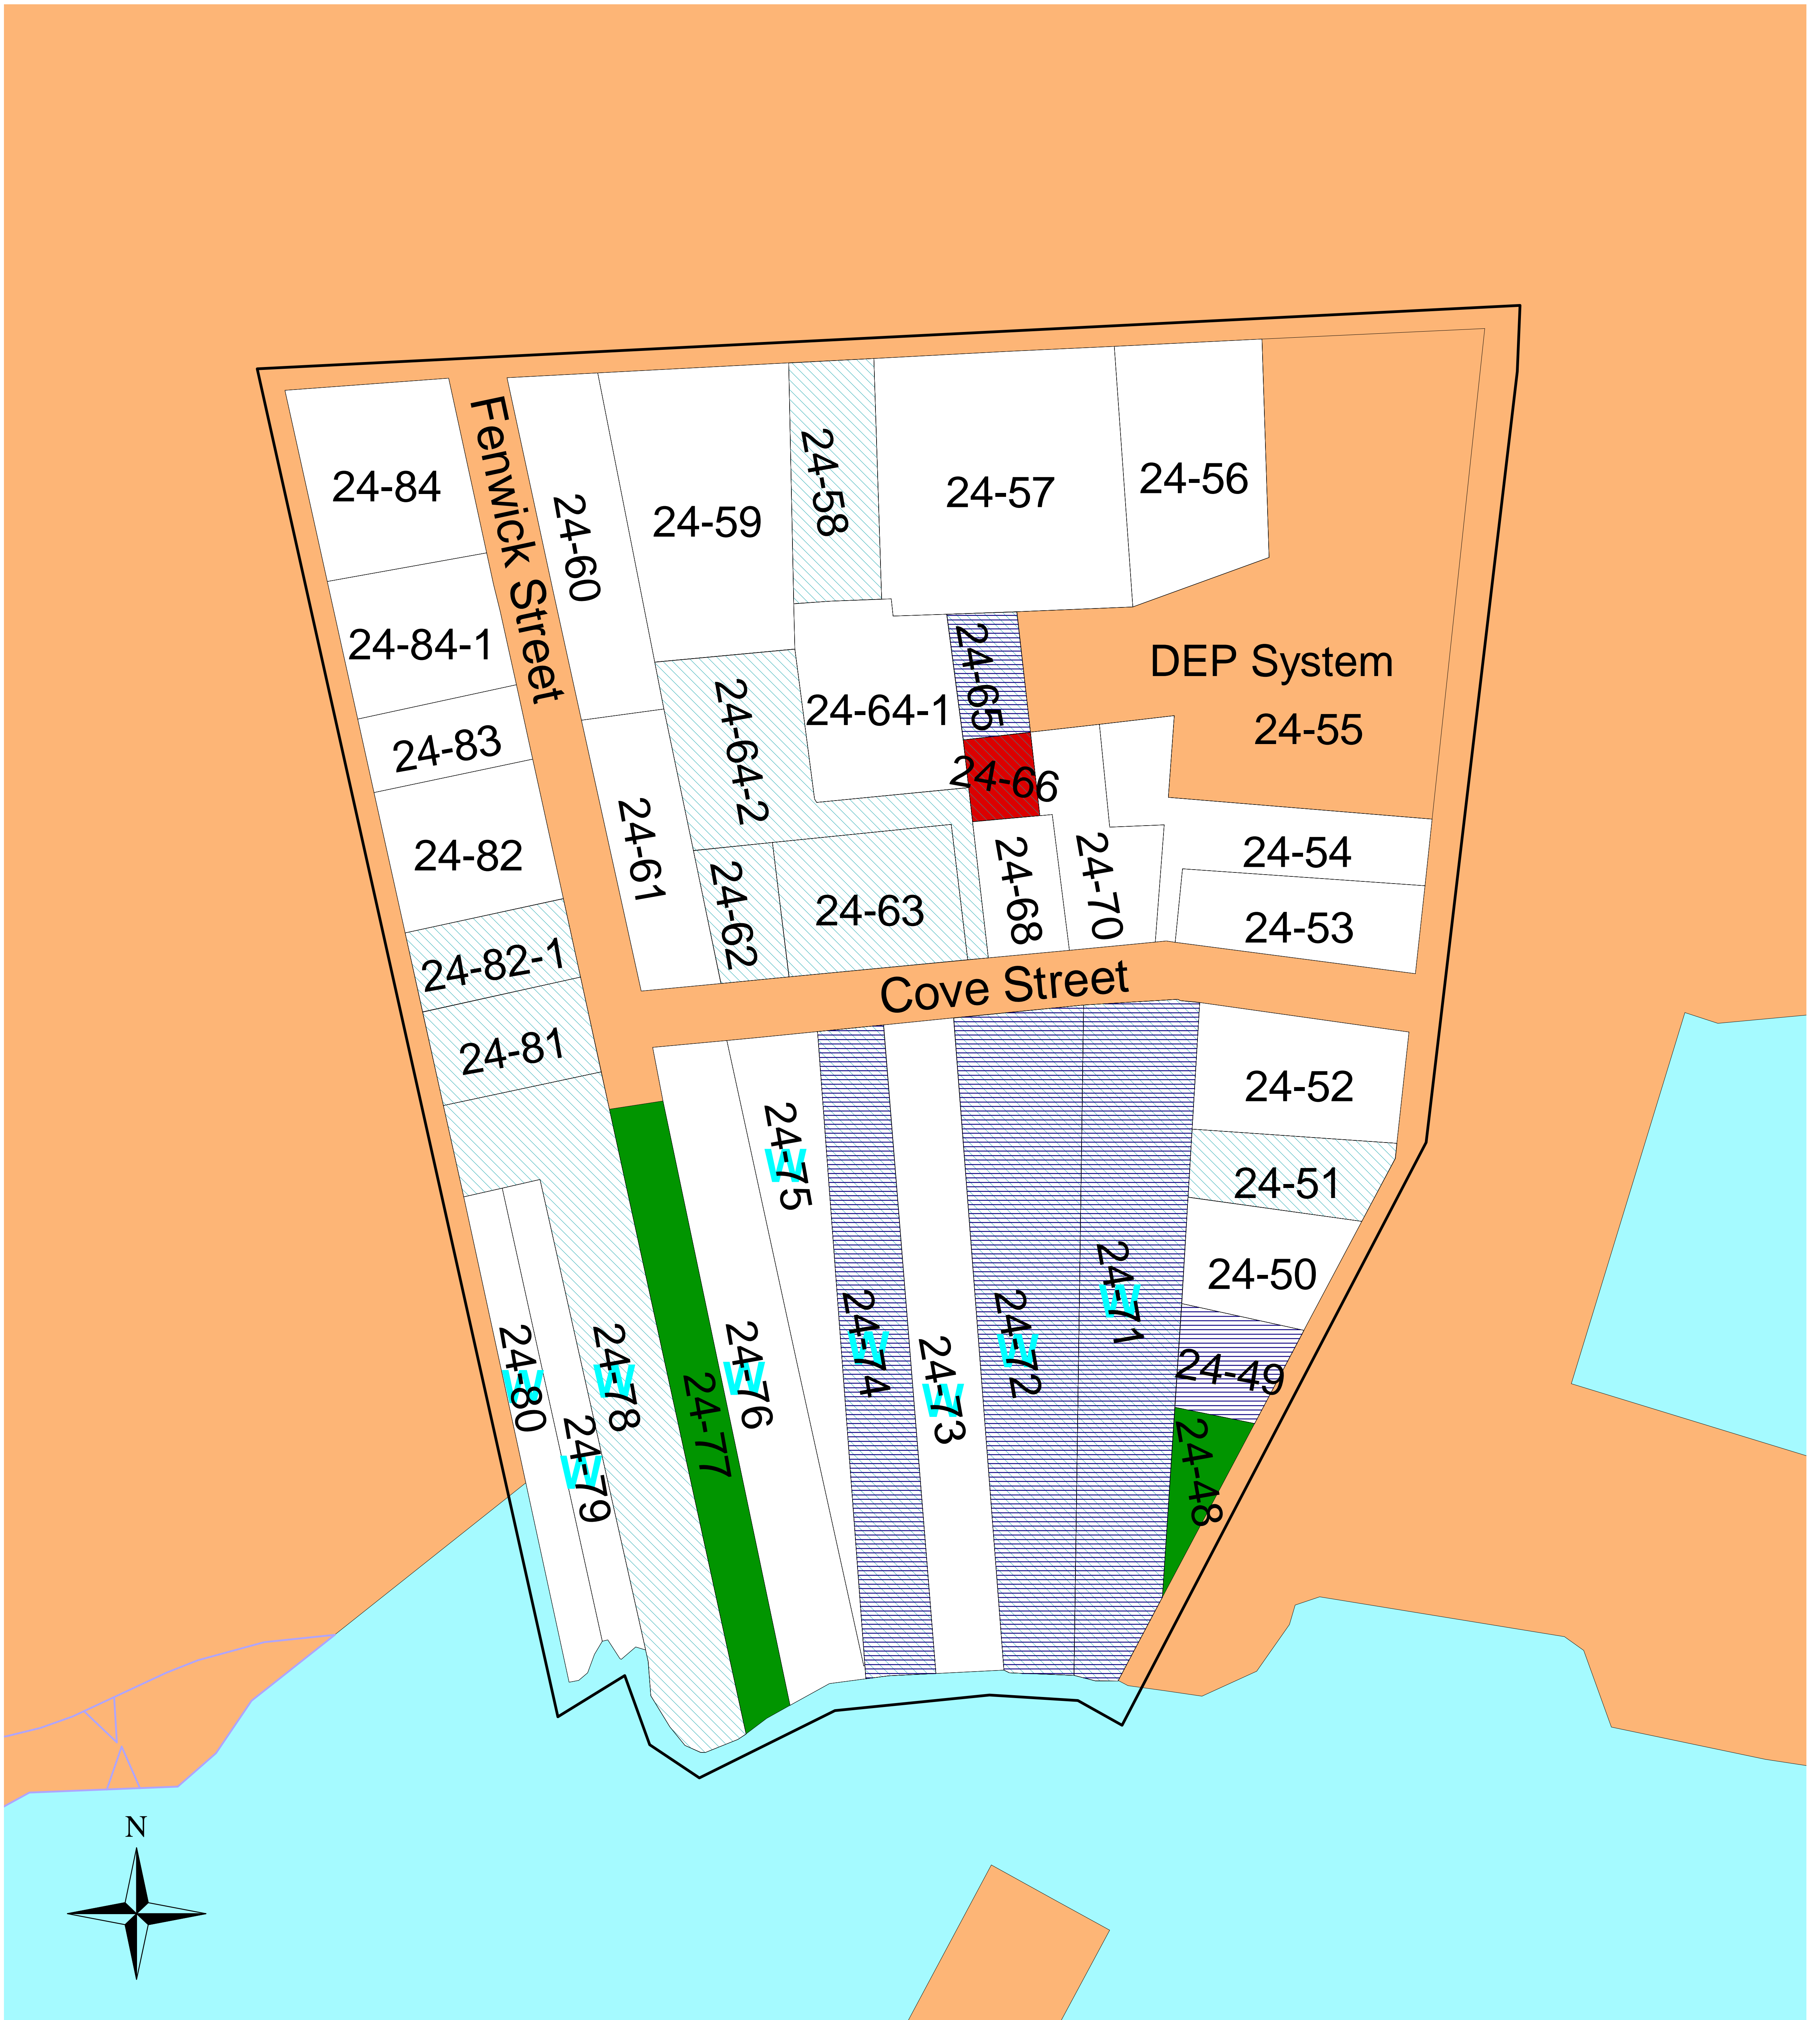 24-84
Fenwick Street
24-60
24-59
24-58
24-57
24-56
24-84-1
24-64-2
24-64-1
24-65
DEP System
24-55
24-83
24-66
24-82
24-61
24-62
24-63
24-68
24-70
24-54
24-53
24-82-1
Cove Street
24-81
24-52
24-75
W
24-51
24-71
W
24-50
24-80
W
24-78
W
24-76
W
24-74
W
24-72
W
24-73
W
24-49
24-77
24-79
W
24-48
N